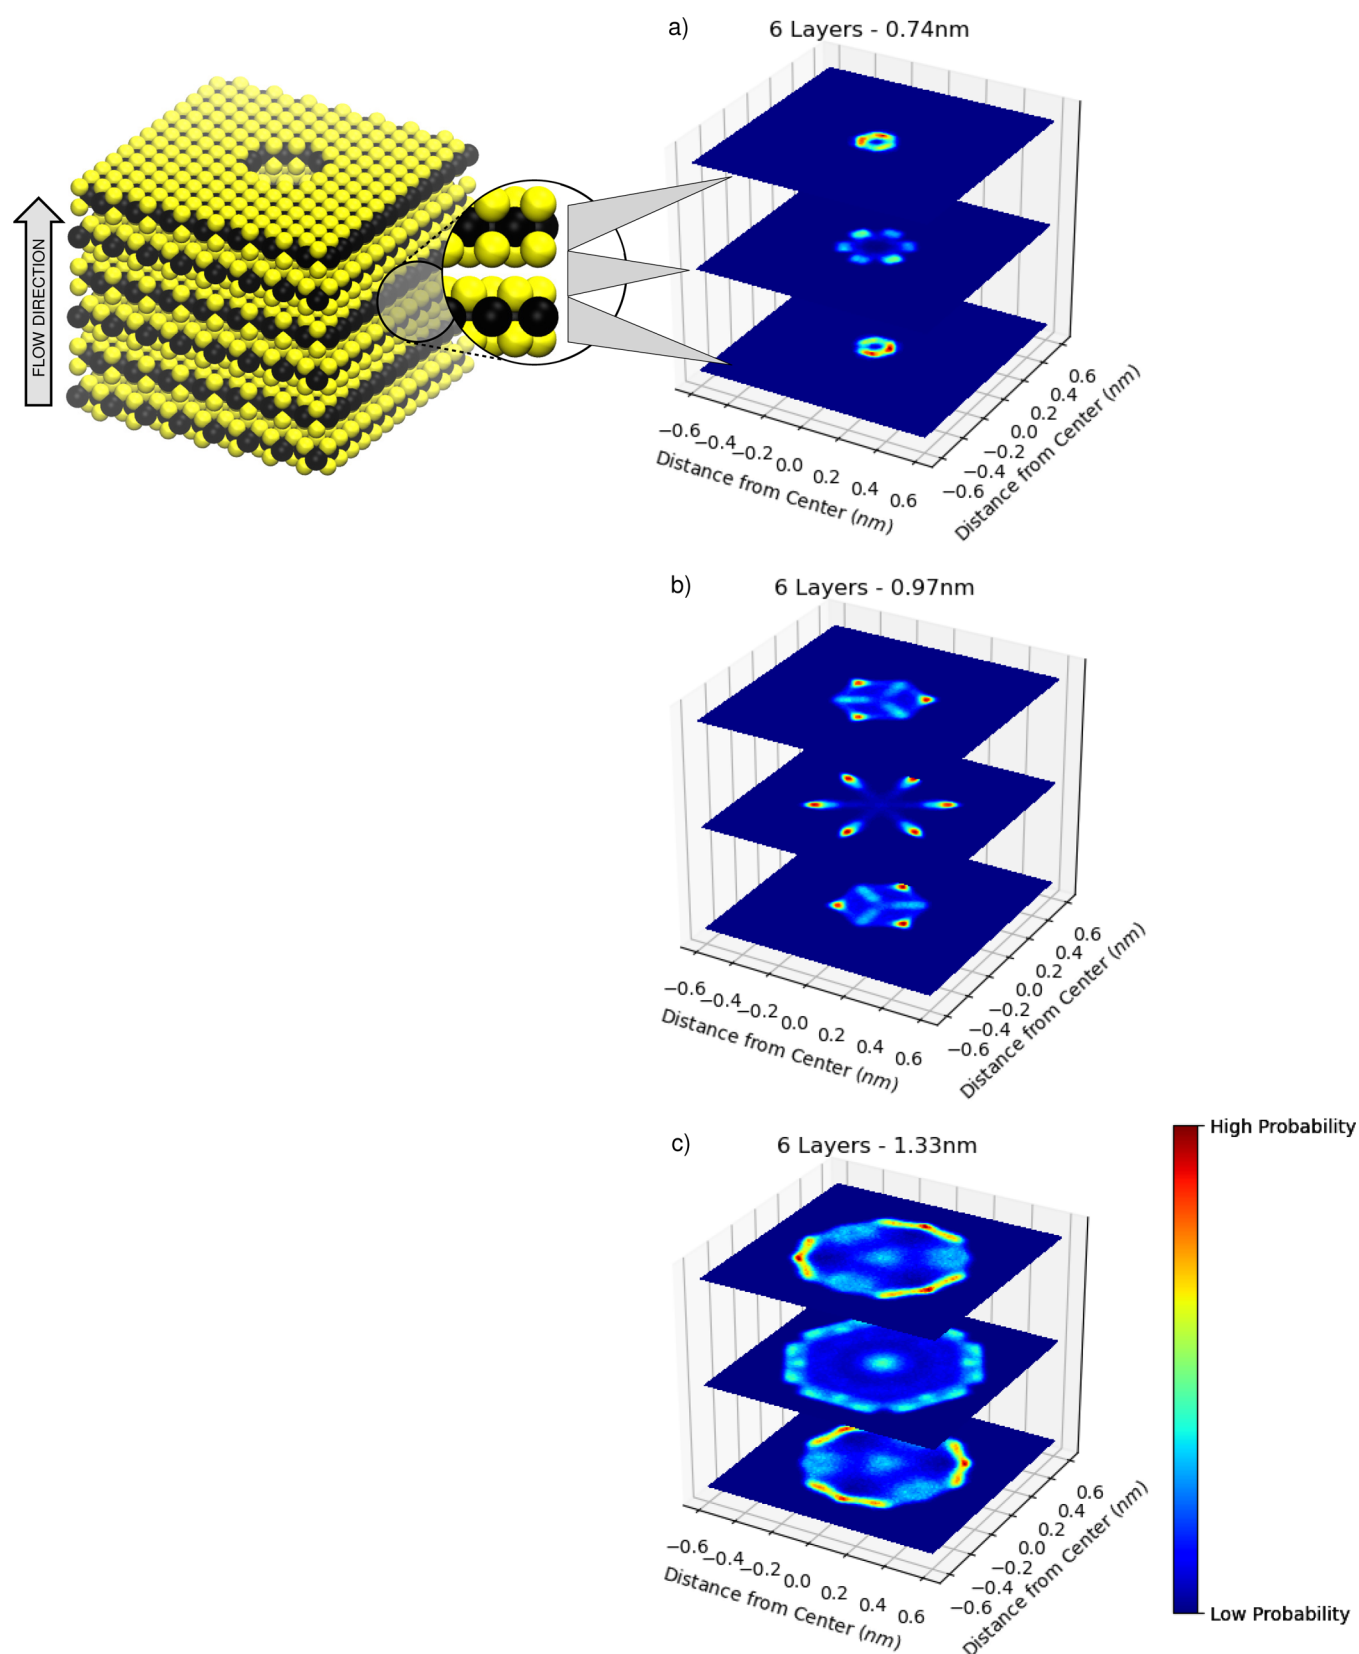 a)
6 Layers - 0.74nm
FLOW DIRECTION
−0.6
−0.4
−0.2
0.0
0.2
0.4
0.6
Distance from Center (nm)
−0.6
−0.4
−0.2
0.0
0.2
0.4
0.6
Distance from Center (nm)
b)
6 Layers - 0.97nm
−0.6
−0.4
−0.2
0.0
0.2
0.4
0.6
Distance from Center (nm)
−0.6
−0.4
−0.2
0.0
0.2
0.4
0.6
Distance from Center (nm)
c)
6 Layers - 1.33nm
−0.6
−0.4
−0.2
0.0
0.2
0.4
0.6
Distance from Center (nm)
−0.6
−0.4
−0.2
0.0
0.2
0.4
0.6
Distance from Center (nm)
High Probability
Low Probability